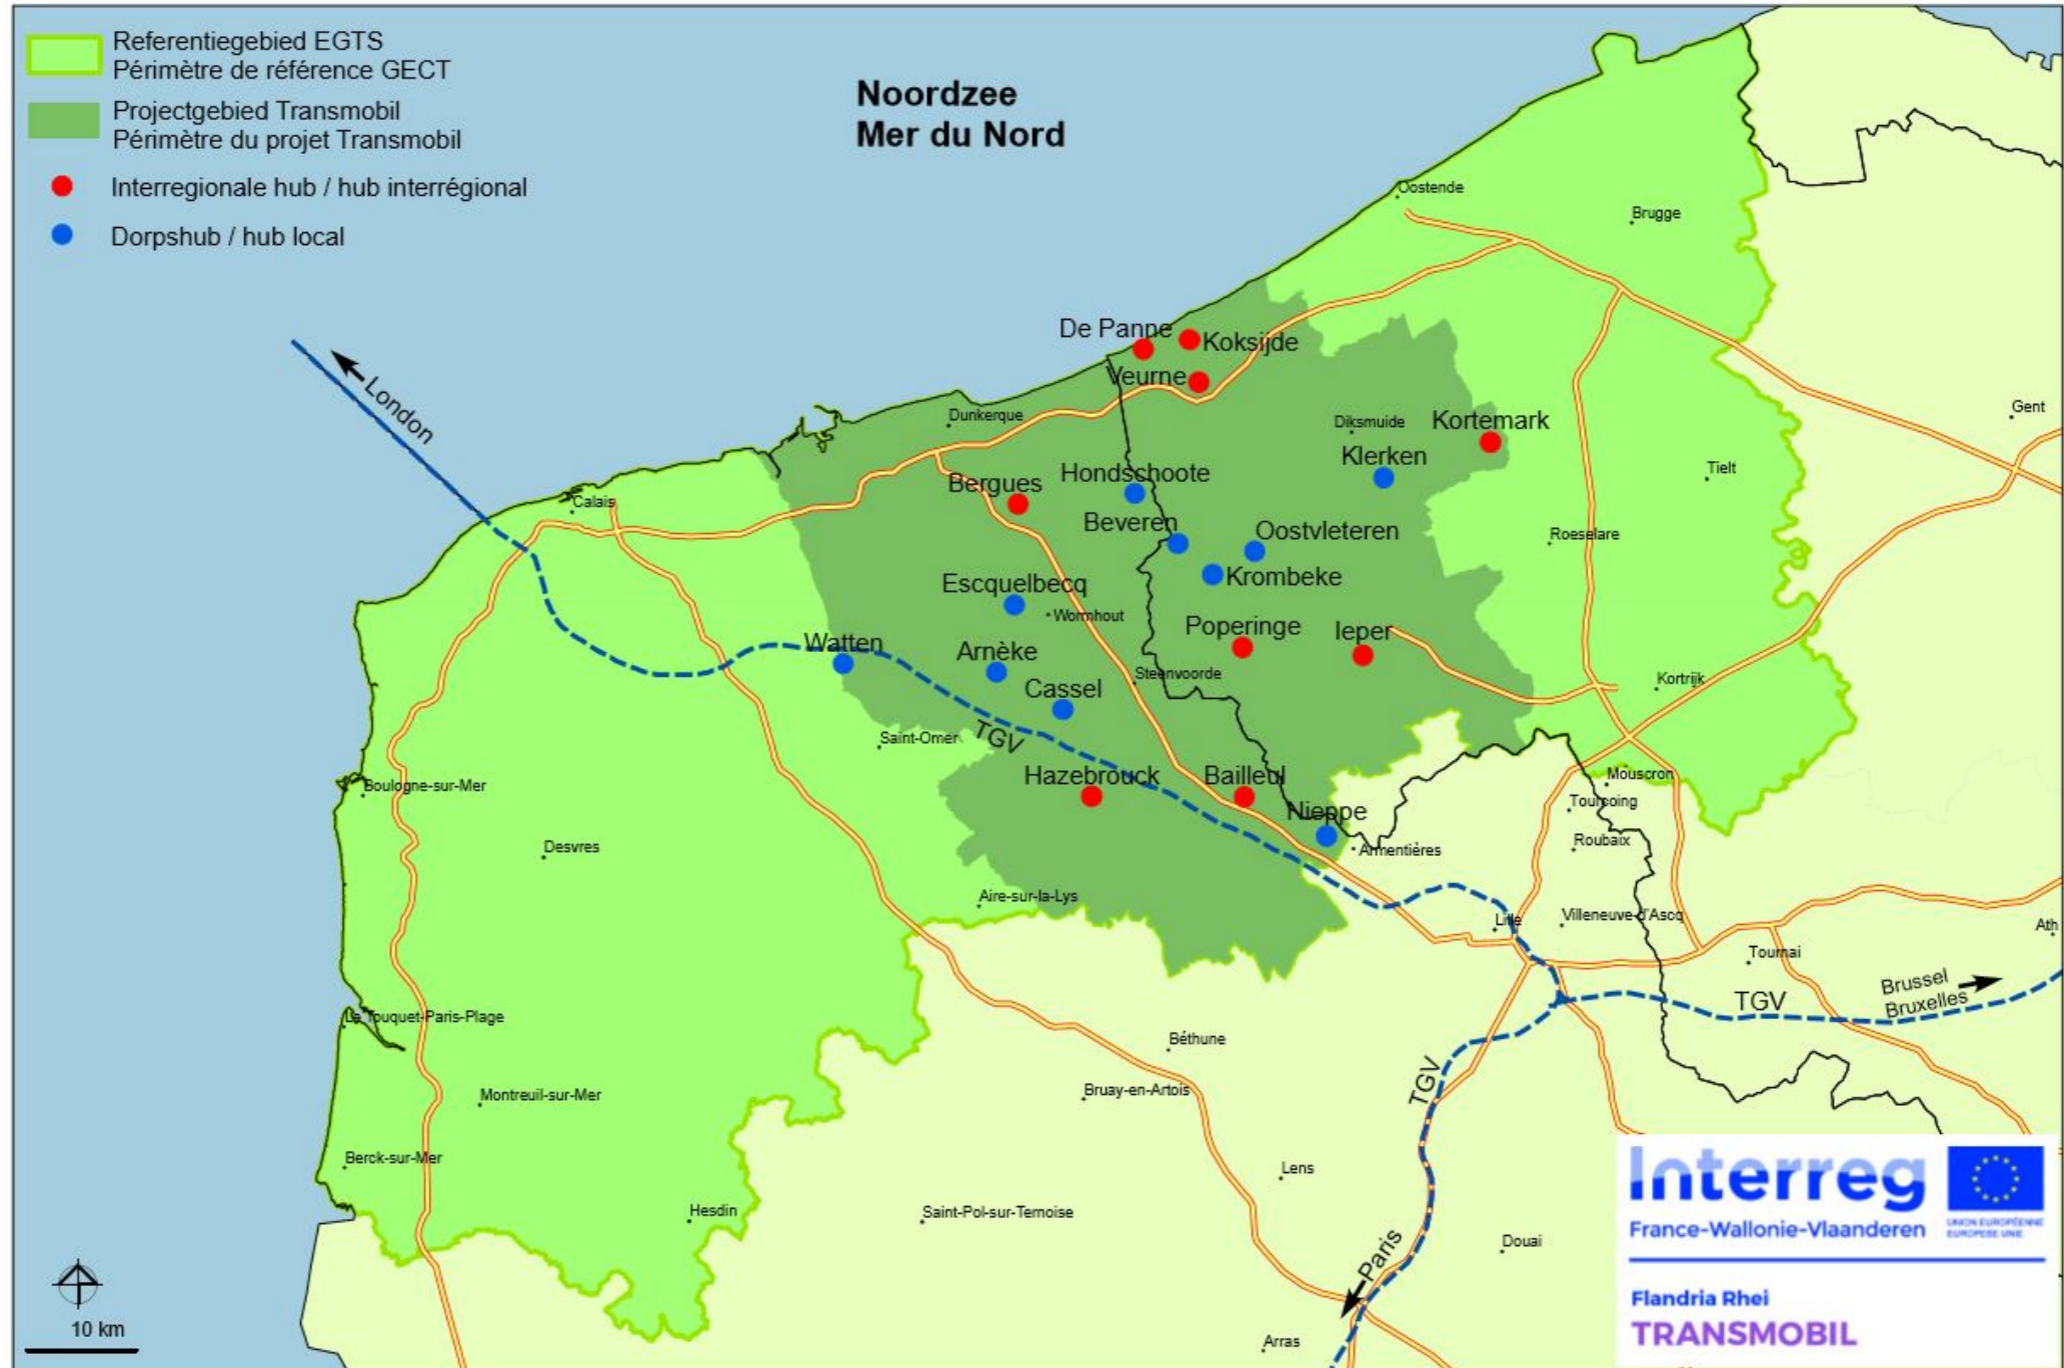 Referentiegebied EGTS
Périmètre de référence GECT
Projectgebied Transmobil
Périmètre du projet Transmobil
Interregionale hub / hub interrégional
Dorpshub / hub local
Noordzee
Mer du Nord
Oostende
Brugge
De Panne
Koksijde
Veurne
London
Dunkerque
Diksmuide
Kortemark
Gent
Klerken
Tielt
Hondschoote
Bergues
Calais
Beveren
Oostvleteren
Roeselare
Krombeke
Escquelbecq
Wormhout
Poperinge
Ieper
Watten
Arnèke
Steenvoorde
Kortrijk
Cassel
Saint-Omer
TGV
Hazebrouck
Bailleul
Mouscron
Boulogne-sur-Mer
Tourcoing
Nieppe
Roubaix
Armentières
Desvres
Aire-sur-la-Lys
Lille
Villeneuve-d'Ascq
Ath
Tournai
Brussel
Bruxelles
TGV
Le Touquet-Paris-Plage
Béthune
TGV
Bruay-en-Artois
Montreuil-sur-Mer
Berck-sur-Mer
Lens
Hesdin
Saint-Pol-sur-Ternoise
Douai
Paris
Arras
10 km
Interreg
France-Wallonie-Vlaanderen
UNION EUROPÉENNE
EUROPESE UNIE
Flandria Rhei
TRANSMOBIL